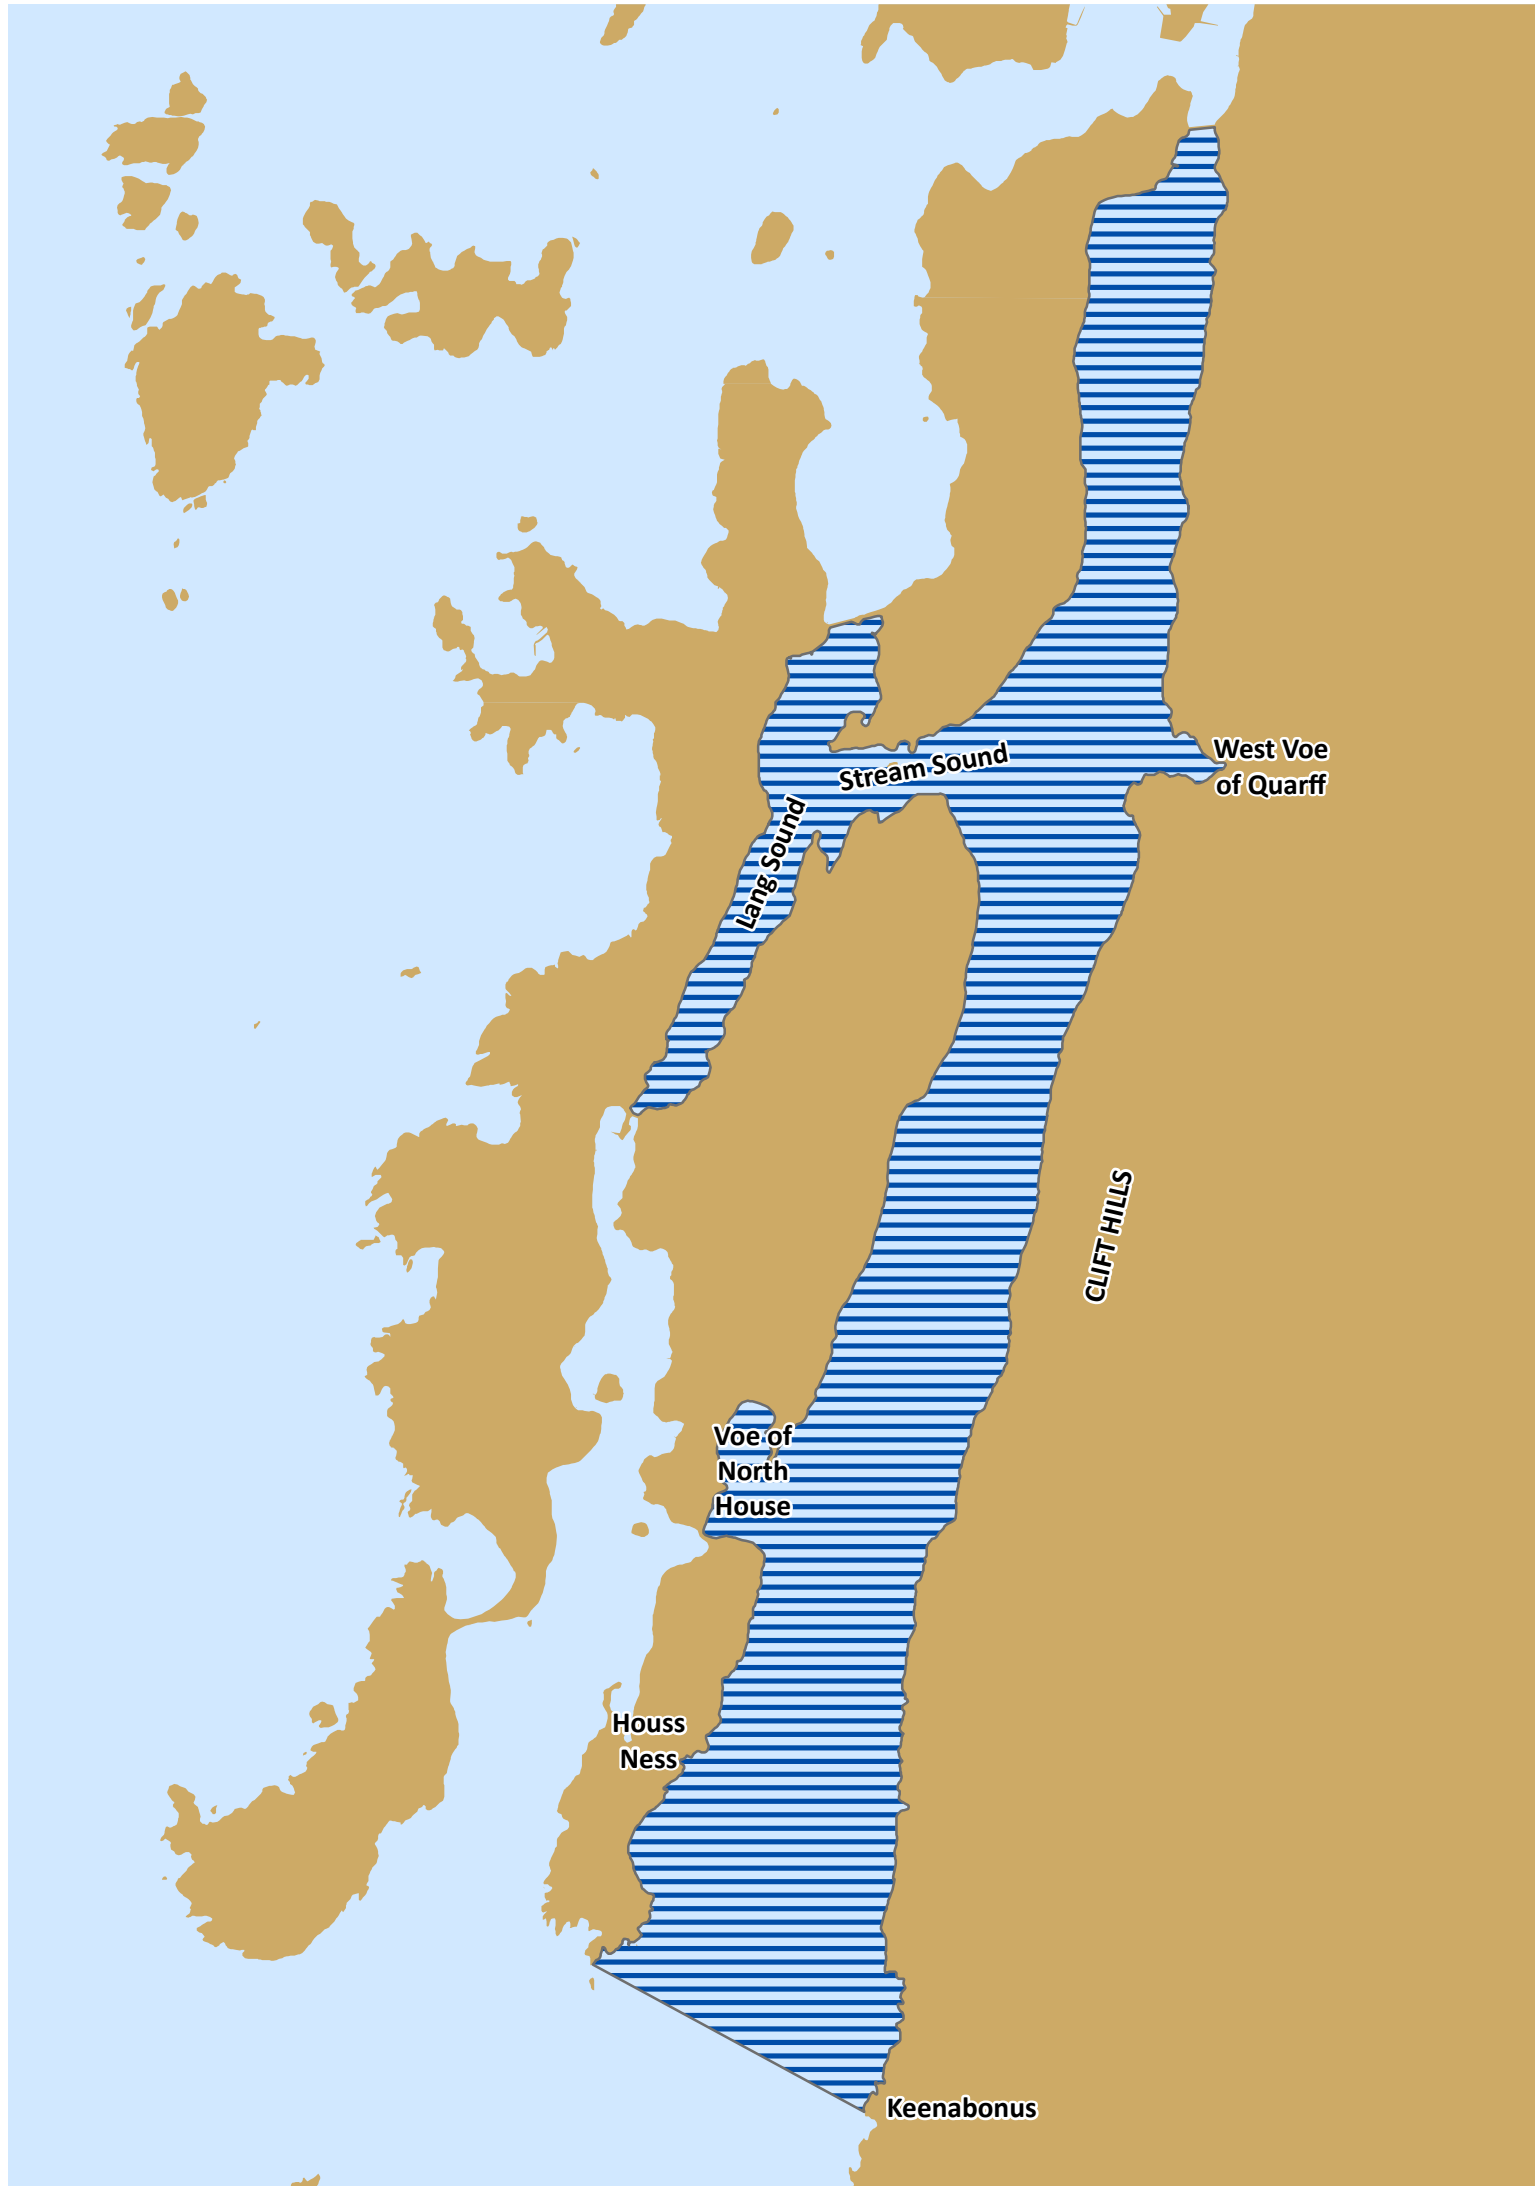 West Voe
of Quarff
Stream Sound
Lang Sound
CLIFT HILLS
Voe of
North
House
Houss
Ness
Keenabonus